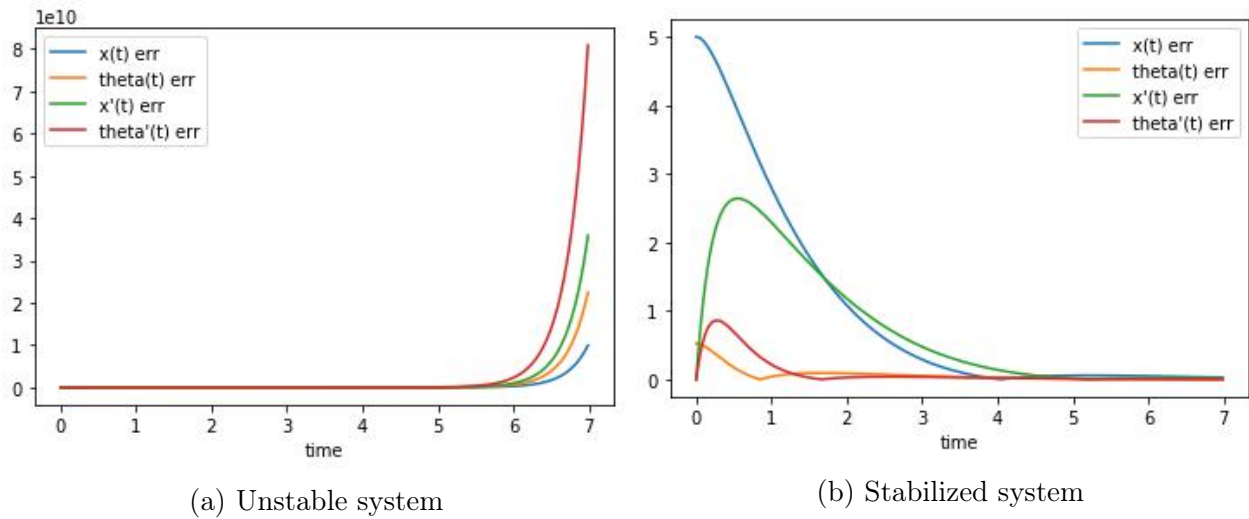 1e10
8
7
6
5
4
3
2
1
0
x(t) err
theta(t) err
x'(t) err
theta'(t) err
0 1 2 3 4 5 6 7
time
(a) Unstable system
5
4
3
2
1
0
x(t) err
theta(t) err
x'(t) err
theta'(t) err
0 1 2 3 4 5 6 7
time
(b) Stabilized system